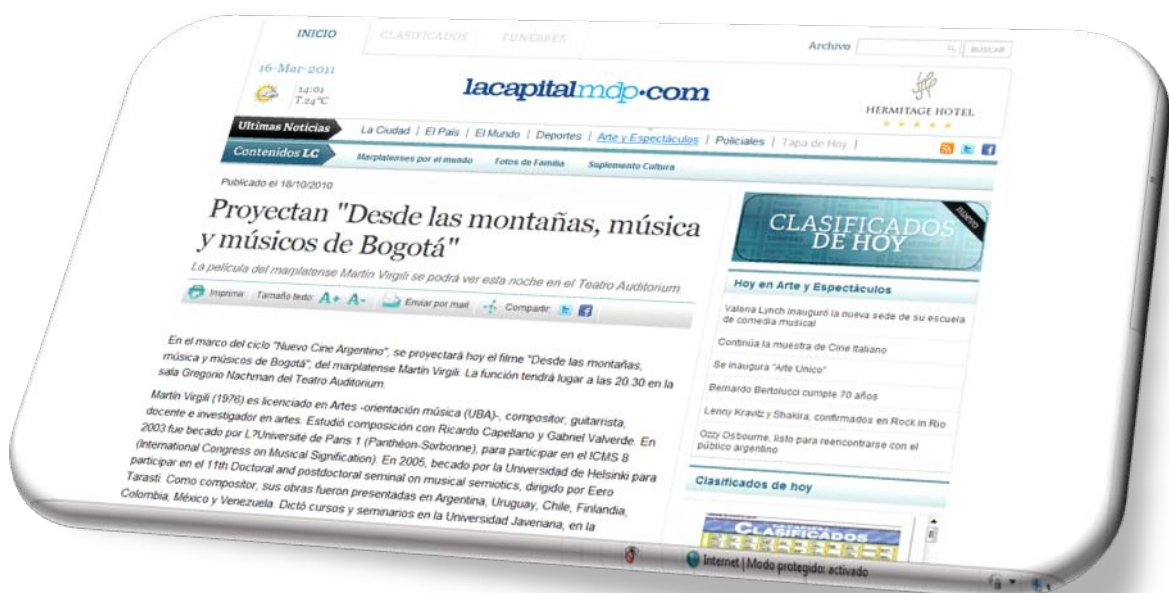 INICIO CLASIFICADOS FUNEBRES
Archivo BUSCAR
16-Mar-2011
14:01
T.24°C
lacapitalmdp.com
HERMITAGE HOTEL
Ultimas Noticias La Ciudad | El País | El Mundo | Deportes | Arte y Espectáculos | Policiales | Tapa de Hoy |
Contenidos LC Marplatenses por el mundo Fotos de Familia Suplemento Cultura
Publicado el 18/10/2010
Proyectan "Desde las montañas, música
y músicos de Bogotá"
La película del marplatense Martín Virgili se podrá ver esta noche en el Teatro Auditorium
Imprimir Tamaño texto: A+ A- Enviar por mail Compartir:
En el marco del ciclo "Nuevo Cine Argentino", se proyectará hoy el filme "Desde las montañas,
música y músicos de Bogotá", del marplatense Martín Virgili. La función tendrá lugar a las 20.30 en la
sala Gregorio Nachman del Teatro Auditorium.
Martín Virgili (1976) es licenciado en Artes -orientación música (UBA)-, compositor, guitarrista,
docente e investigador en artes. Estudió composición con Ricardo Capellano y Gabriel Valverde. En
2003 fue becado por L?Université de Paris 1 (Panthéon-Sorbonne), para participar en el ICMS 8
(International Congress on Musical Signification). En 2005, becado por la Universidad de Helsinki para
participar en el 11th Doctoral and postdoctoral seminal on musical semiotics, dirigido por Eero
Tarasti. Como compositor, sus obras fueron presentadas en Argentina, Uruguay, Chile, Finlandia,
Colombia, México y Venezuela. Dictó cursos y seminarios en la Universidad Javeriana, en la
CLASIFICADOS
DE HOY
nuevo
Hoy en Arte y Espectáculos
Valeria Lynch inauguró la nueva sede de su escuela
de comedia musical
Continúa la muestra de Cine Italiano
Se inaugura "Arte Unico"
Bernardo Bertolucci cumple 70 años
Lenny Kravitz y Shakira, confirmados en Rock in Rio
Ozzy Osbourne, listo para reencontrarse con el
público argentino
Clasificados de hoy
CLASIFICADOS
Internet | Modo protegido: activado